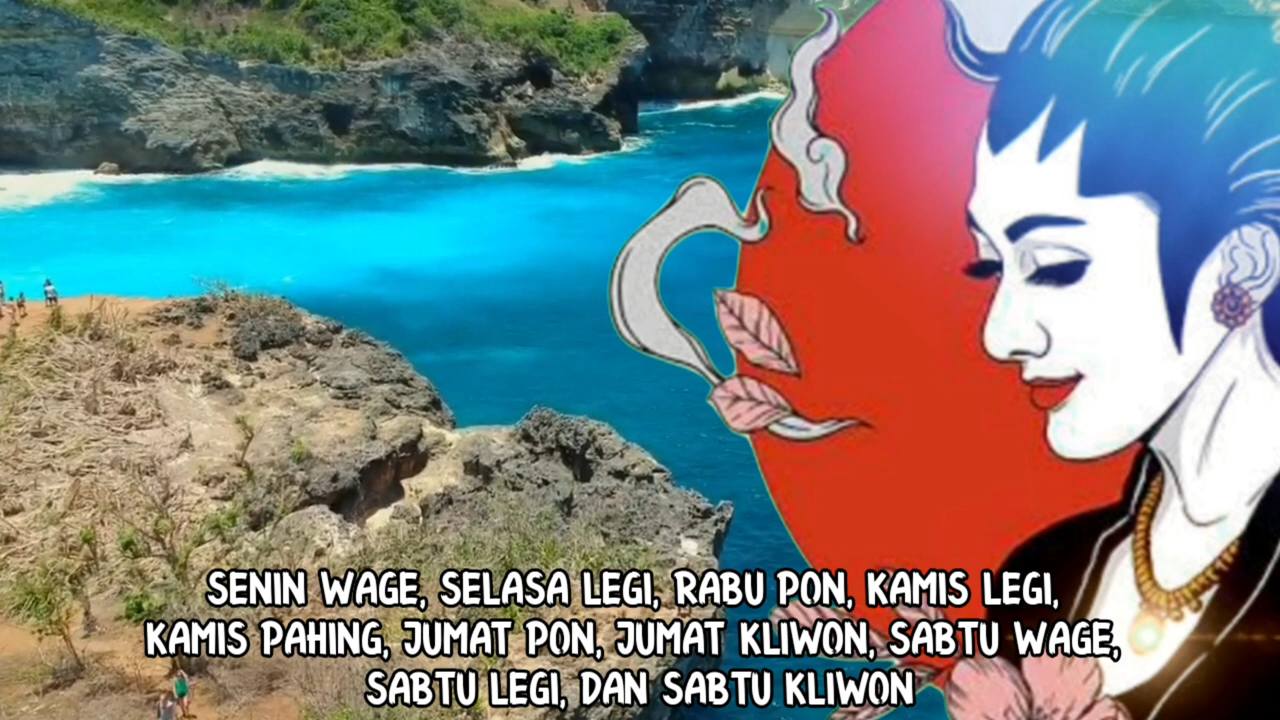 SENIN WAGE, SELASA LEGI, RABU PON, KAMIS LEGI,
KAMIS PAHING, JUMAT PON, JUMAT KLIWON, SABTU WAGE,
SABTU LEGI, DAN SABTU KLIWON